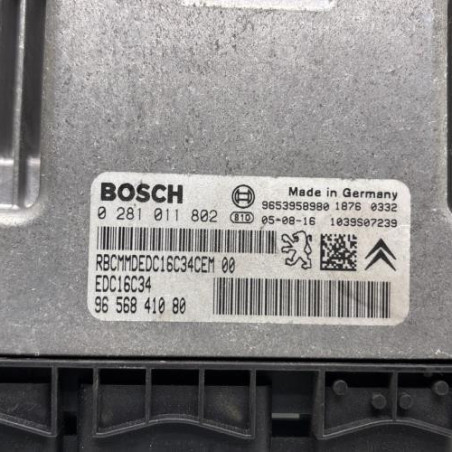 BOSCH
Made in Germany
9653958980 1876 0332
0 281 011 802 81D 05-08-16 1039S07239
RBCMMDEDC16C34CEM 00
EDC16C34
96 568 410 80